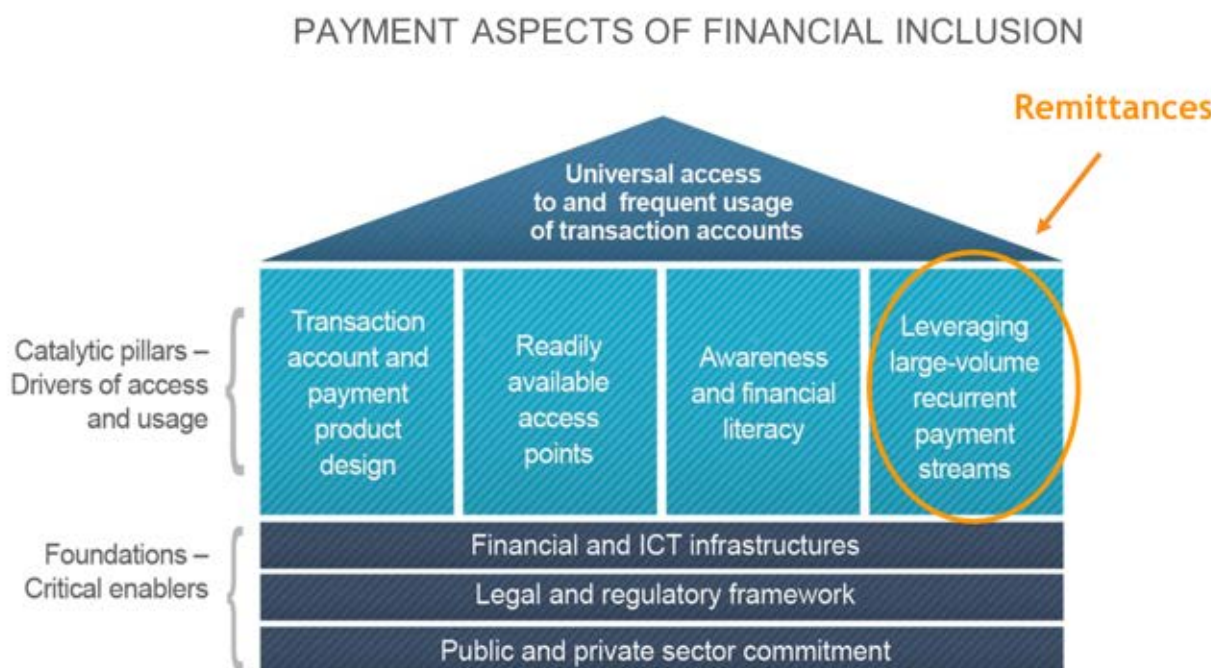 PAYMENT ASPECTS OF FINANCIAL INCLUSION
Remittances
Universal access
to and frequent usage
of transaction accounts
Catalytic pillars –
Drivers of access
and usage
Transaction
account and
payment
product
design
Readily
available
access
points
Awareness
and financial
literacy
Leveraging
large-volume
recurrent
payment
streams
Foundations –
Critical enablers
Financial and ICT infrastructures
Legal and regulatory framework
Public and private sector commitment